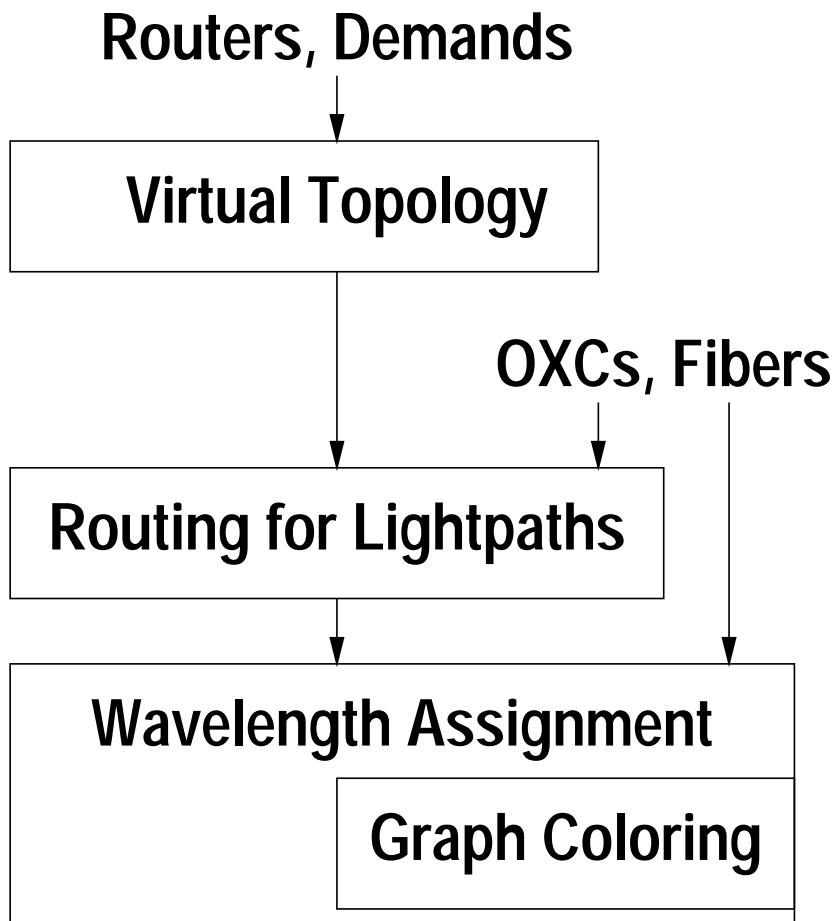 Routers, Demands
Virtual Topology
OXCs, Fibers
Routing for Lightpaths
Wavelength Assignment
Graph Coloring